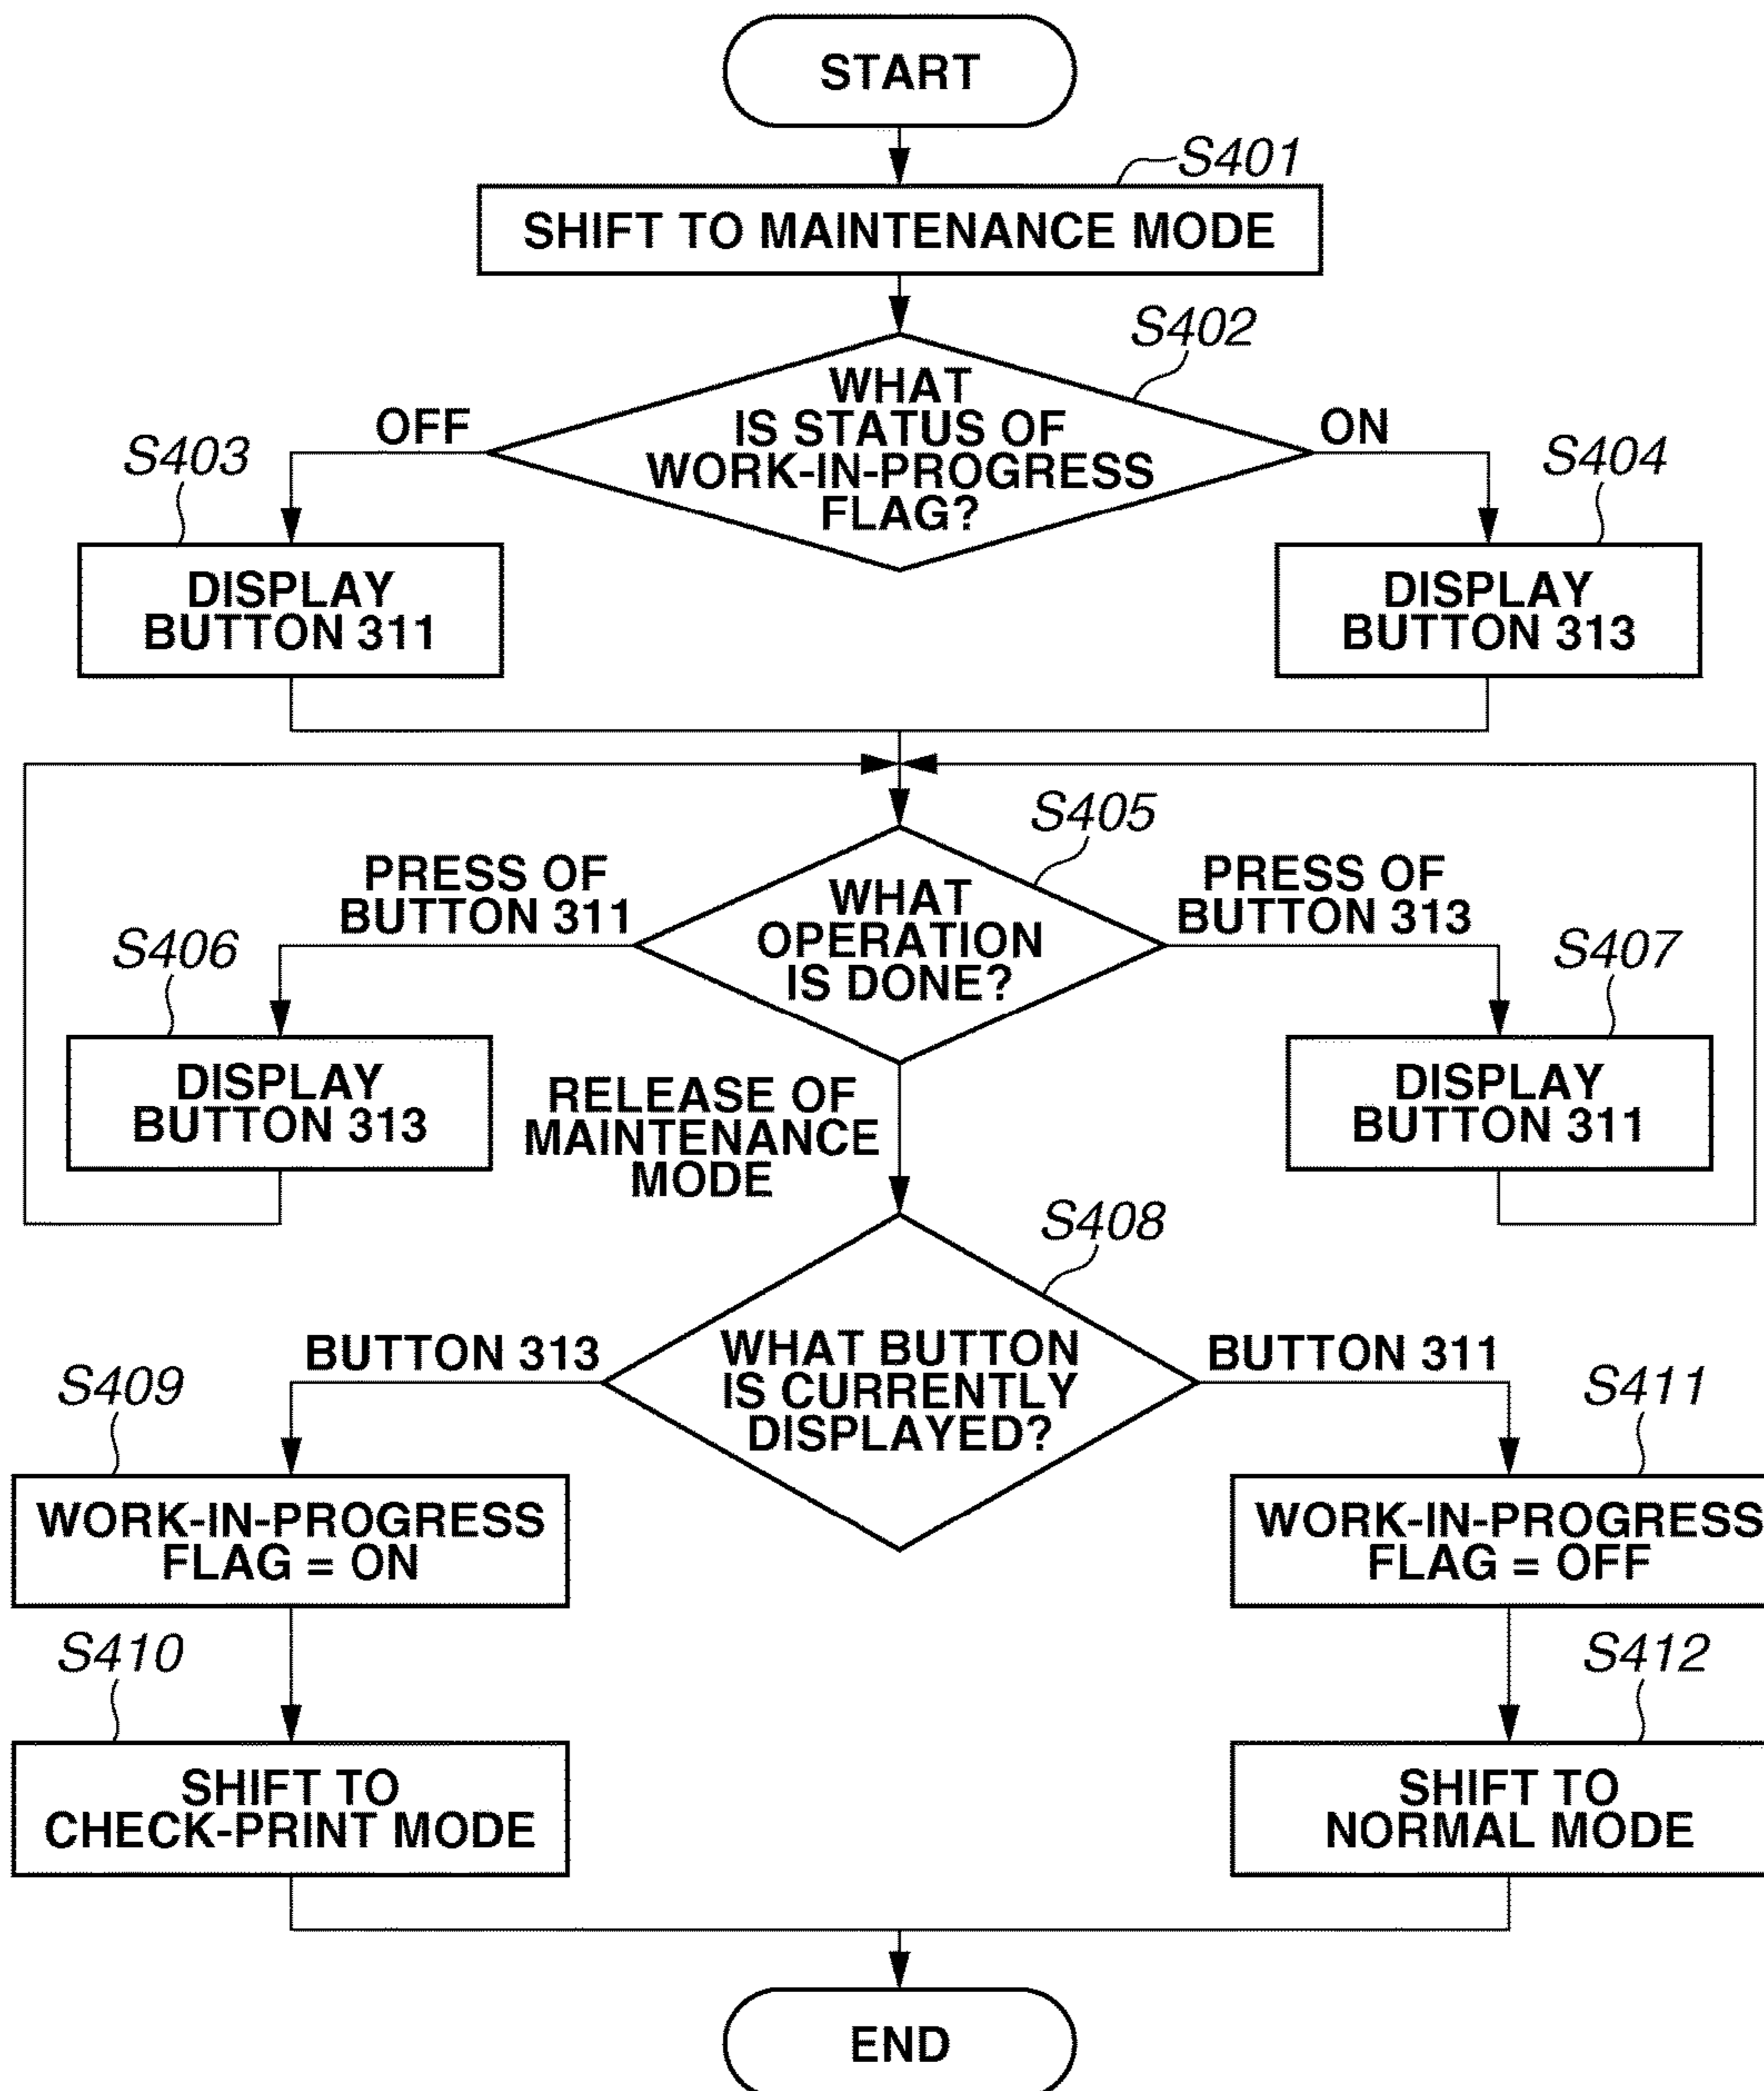 START
S401
SHIFT TO MAINTENANCE MODE
S402
WHAT
IS STATUS OF
WORK-IN-PROGRESS
FLAG?
OFF
ON
S403
DISPLAY
BUTTON 311
S404
DISPLAY
BUTTON 313
S405
WHAT
OPERATION
IS DONE?
PRESS OF
BUTTON 311
PRESS OF
BUTTON 313
S406
DISPLAY
BUTTON 313
S407
DISPLAY
BUTTON 311
RELEASE OF
MAINTENANCE
MODE
S408
WHAT BUTTON
IS CURRENTLY
DISPLAYED?
BUTTON 313
BUTTON 311
S409
WORK-IN-PROGRESS
FLAG = ON
S411
WORK-IN-PROGRESS
FLAG = OFF
S410
SHIFT TO
CHECK-PRINT MODE
S412
SHIFT TO
NORMAL MODE
END